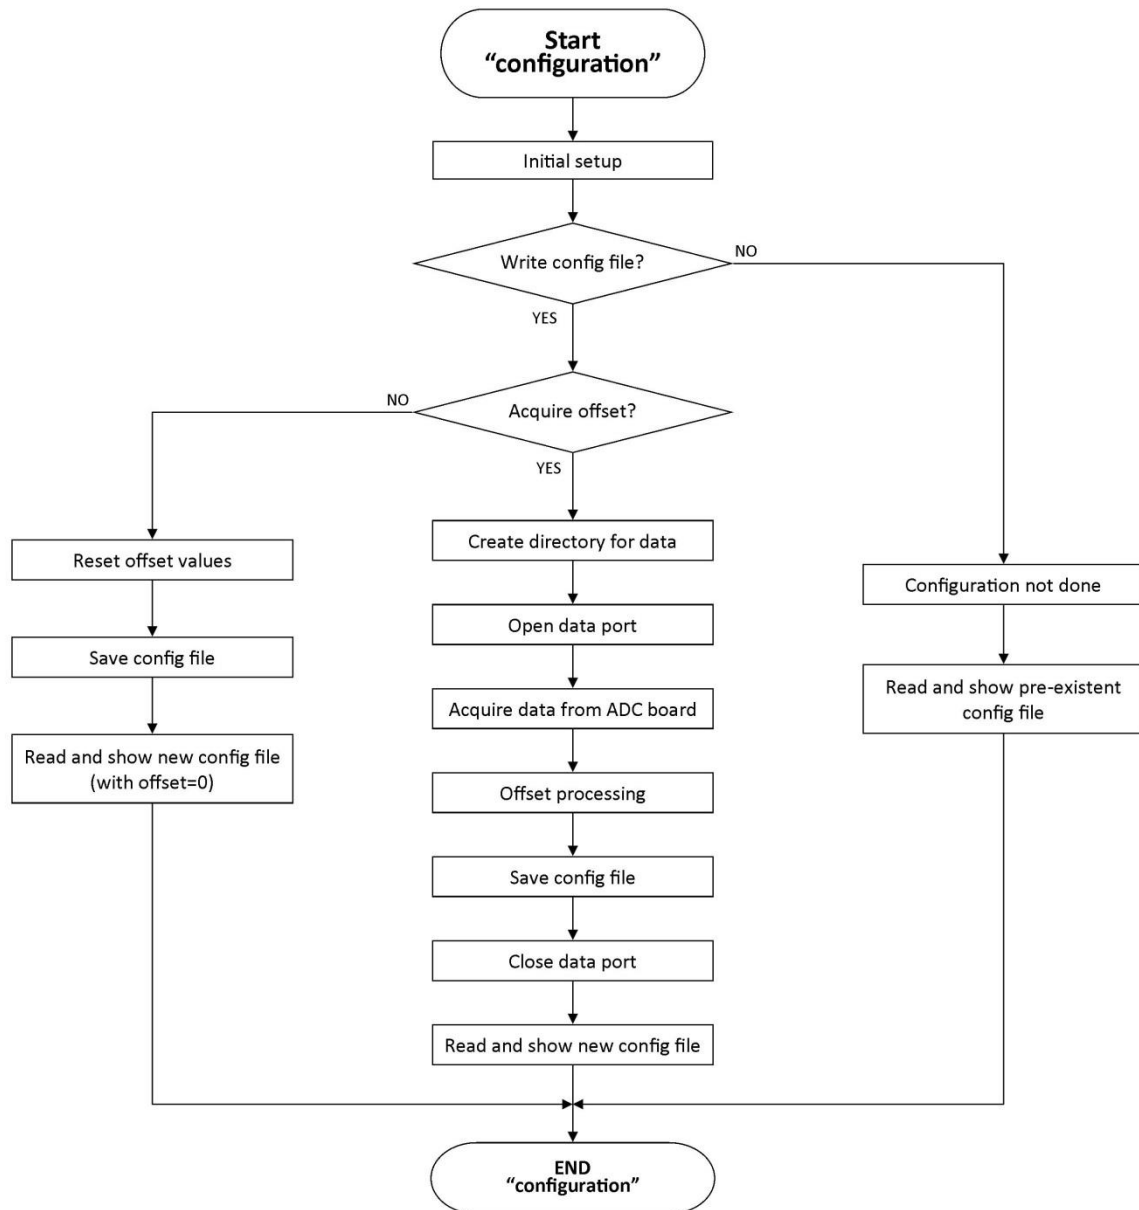 Start
“configuration”
Initial setup
Write config file?
NO
YES
Acquire offset?
NO
YES
Create directory for data
Reset offset values
Configuration not done
Open data port
Save config file
Read and show pre-existent
config file
Acquire data from ADC board
Read and show new config file
(with offset=0)
Offset processing
Save config file
Close data port
Read and show new config file
END
“configuration”